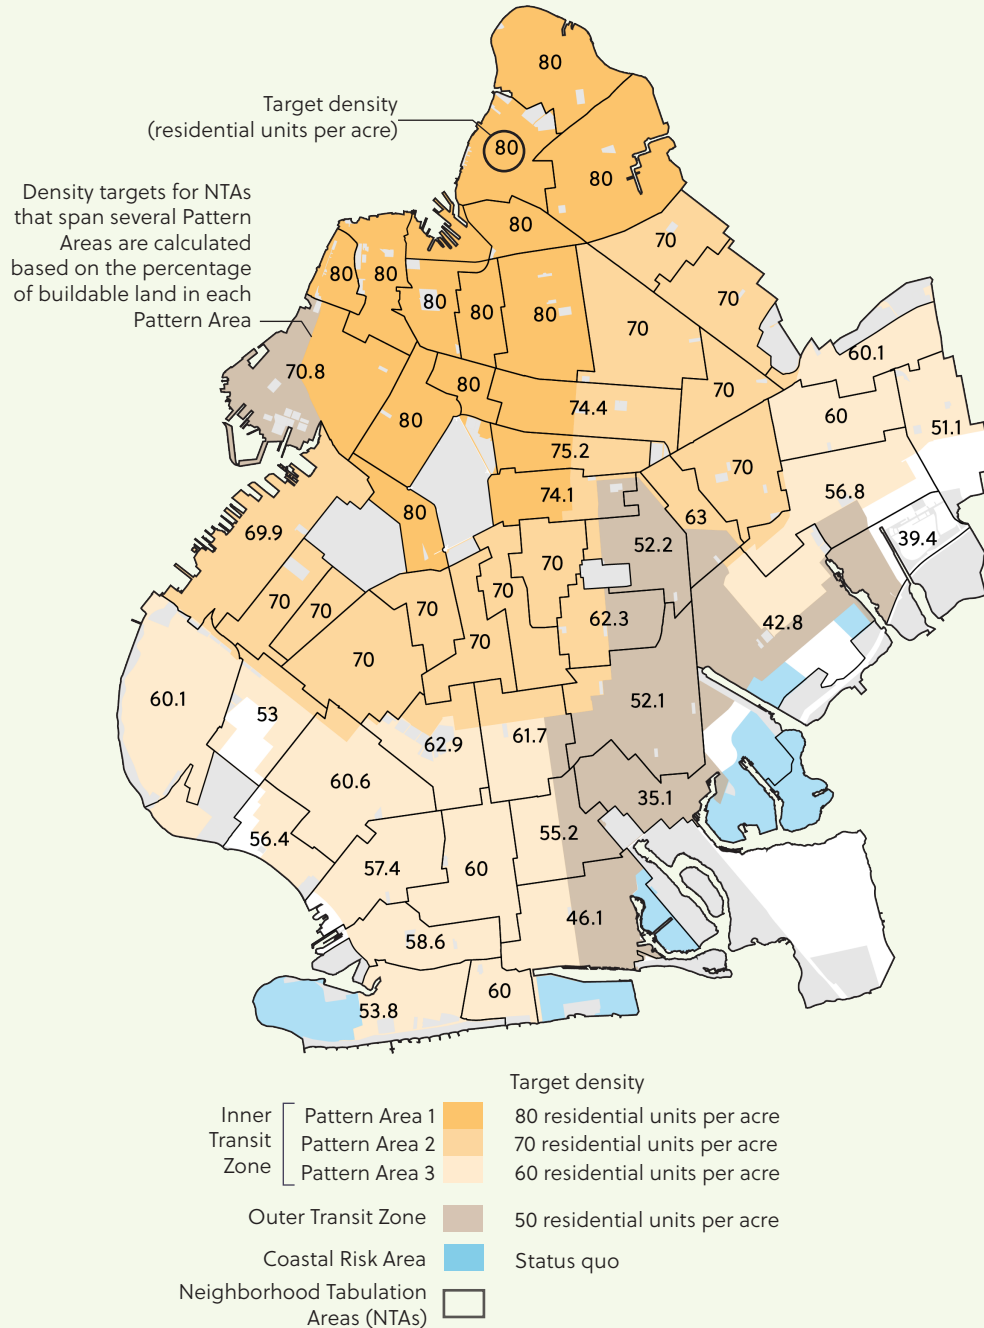 80
Target density
(residential units per acre)
80
80
Density targets for NTAs
that span several Pattern
Areas are calculated
based on the percentage
of buildable land in each
Pattern Area
80
70
80
80
80
80
80
70
70
60.1
70.8
80
70
74.4
60
80
51.1
75.2
70
56.8
74.1
80
63
69.9
39.4
52.2
70
70
70
70
70
62.3
42.8
70
70
60.1
52.1
53
61.7
62.9
60.6
35.1
55.2
56.4
57.4
60
46.1
58.6
60
53.8
Target density
Inner
Transit
Zone
Pattern Area 1
80 residential units per acre
Pattern Area 2
70 residential units per acre
Pattern Area 3
60 residential units per acre
Outer Transit Zone
50 residential units per acre
Coastal Risk Area
Status quo
Neighborhood Tabulation
Areas (NTAs)